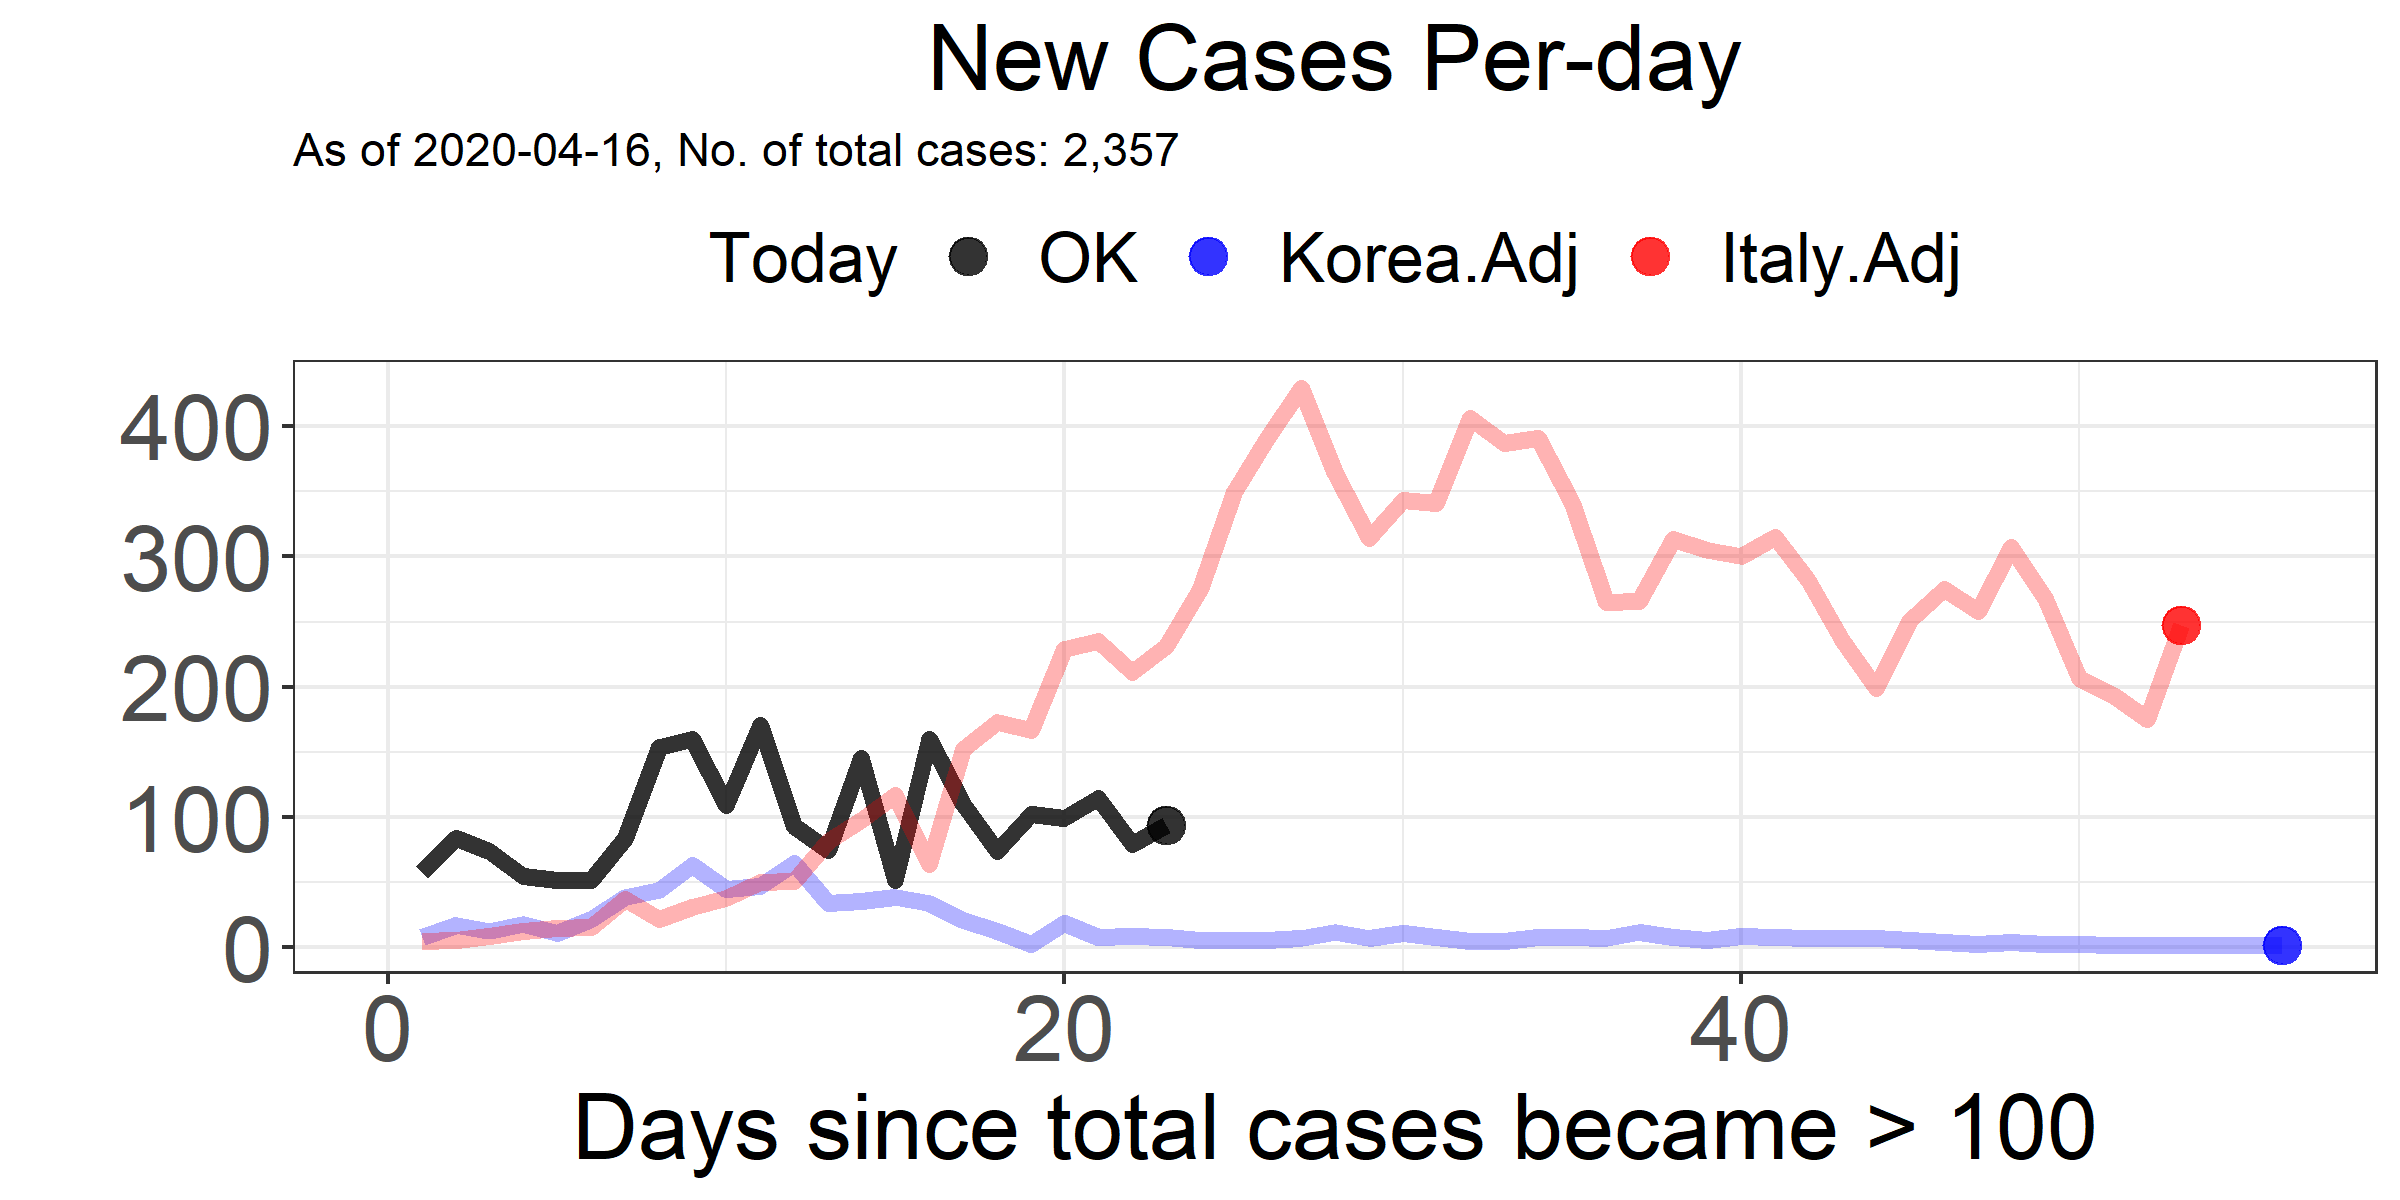 New Cases Per-day
As of 2020-04-16, No. of total cases: 2,357
Today OK Korea.Adj Italy.Adj
400
300
200
100
0
0 20 40
Days since total cases became > 100